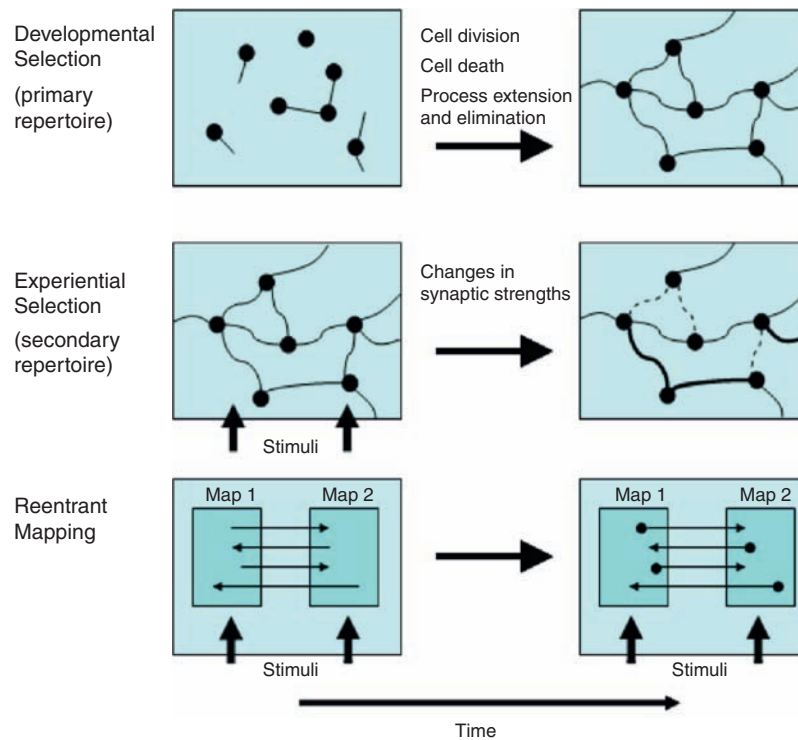 Developmental
Selection
(primary
repertoire)
Cell division
Cell death
Process extension
and elimination
Experiential
Selection
(secondary
repertoire)
Changes in
synaptic strengths
Stimuli
Reentrant
Mapping
Map 1 Map 2
Map 1 Map 2
Stimuli
Stimuli
Time